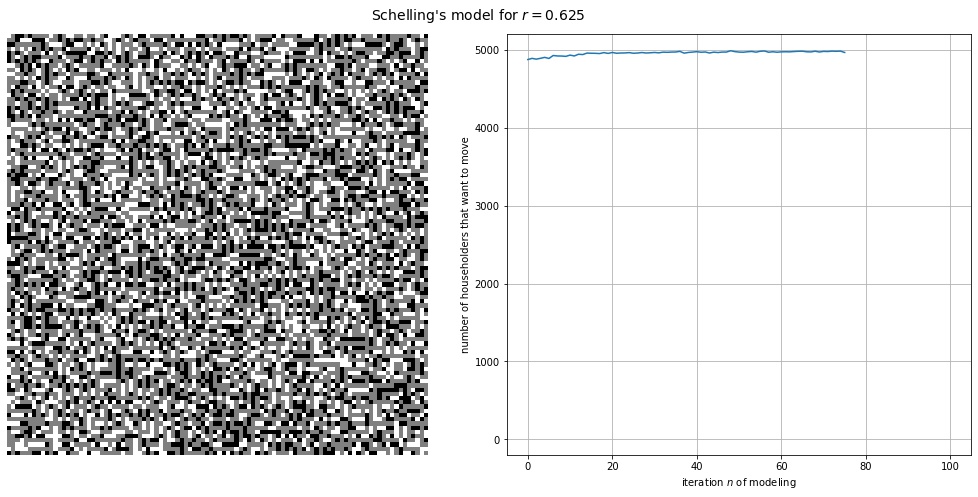 Schelling's model for r = 0.625
5000
4000
3000
2000
1000
0
number of householders that want to move
0 20 40 60 80 100
iteration n of modeling